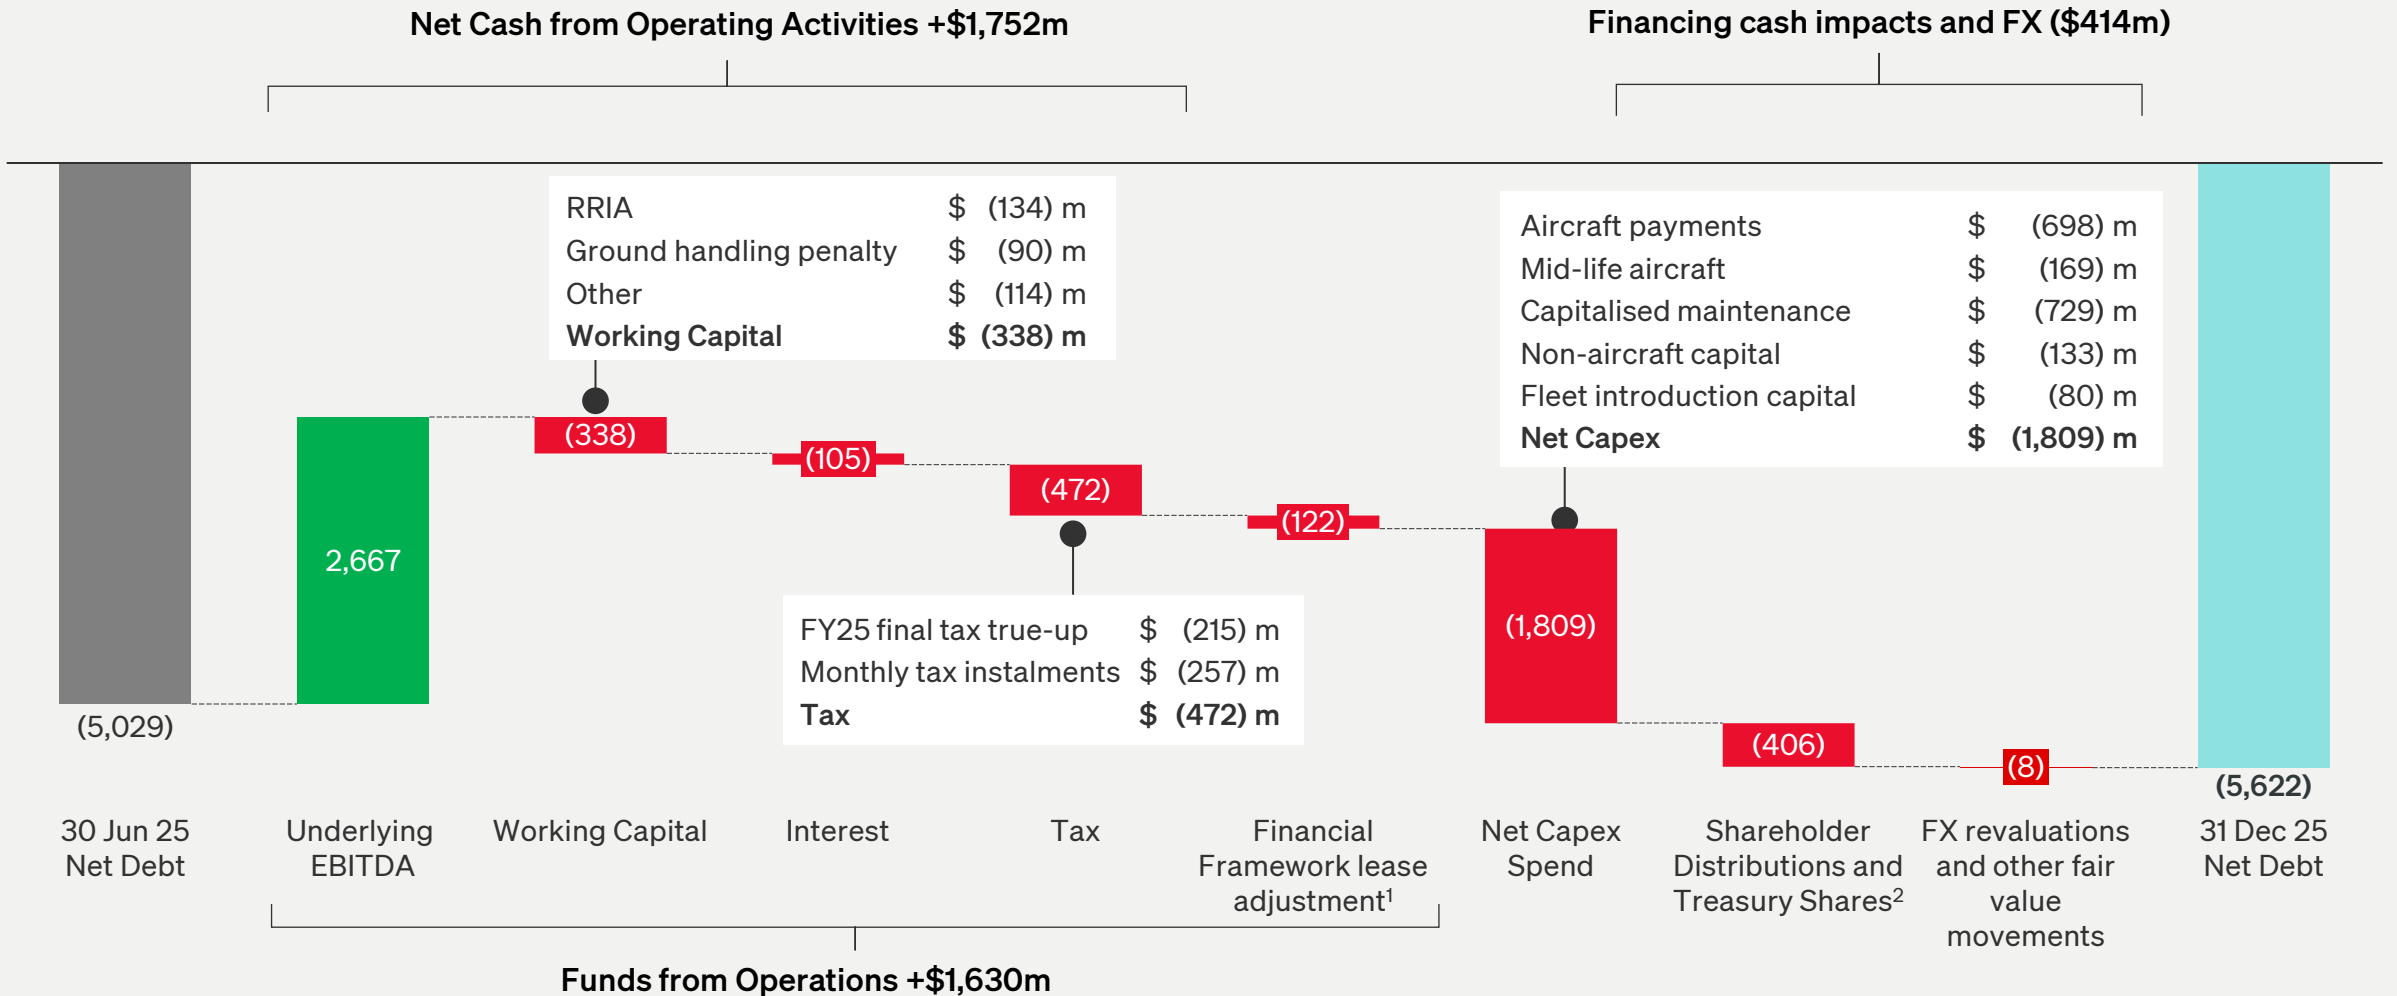 Net Cash from Operating Activities +$1,752m
Financing cash impacts and FX ($414m)
RRIA $ (134) m
Ground handling penalty $ (90) m
Other $ (114) m
Working Capital $ (338) m
Aircraft payments $ (698) m
Mid-life aircraft $ (169) m
Capitalised maintenance $ (729) m
Non-aircraft capital $ (133) m
Fleet introduction capital $ (80) m
Net Capex $ (1,809) m
(5,029)
2,667
(338)
(105)
(472)
(122)
(1,809)
(406)
(8)
(5,622)
FY25 final tax true-up $ (215) m
Monthly tax instalments $ (257) m
Tax $ (472) m
30 Jun 25
Net Debt
Underlying
EBITDA
Working Capital
Interest
Tax
Financial
Framework lease
adjustment¹
Net Capex
Spend
Shareholder
Distributions and
Treasury Shares²
FX revaluations
and other fair
value
movements
31 Dec 25
Net Debt
Funds from Operations +$1,630m